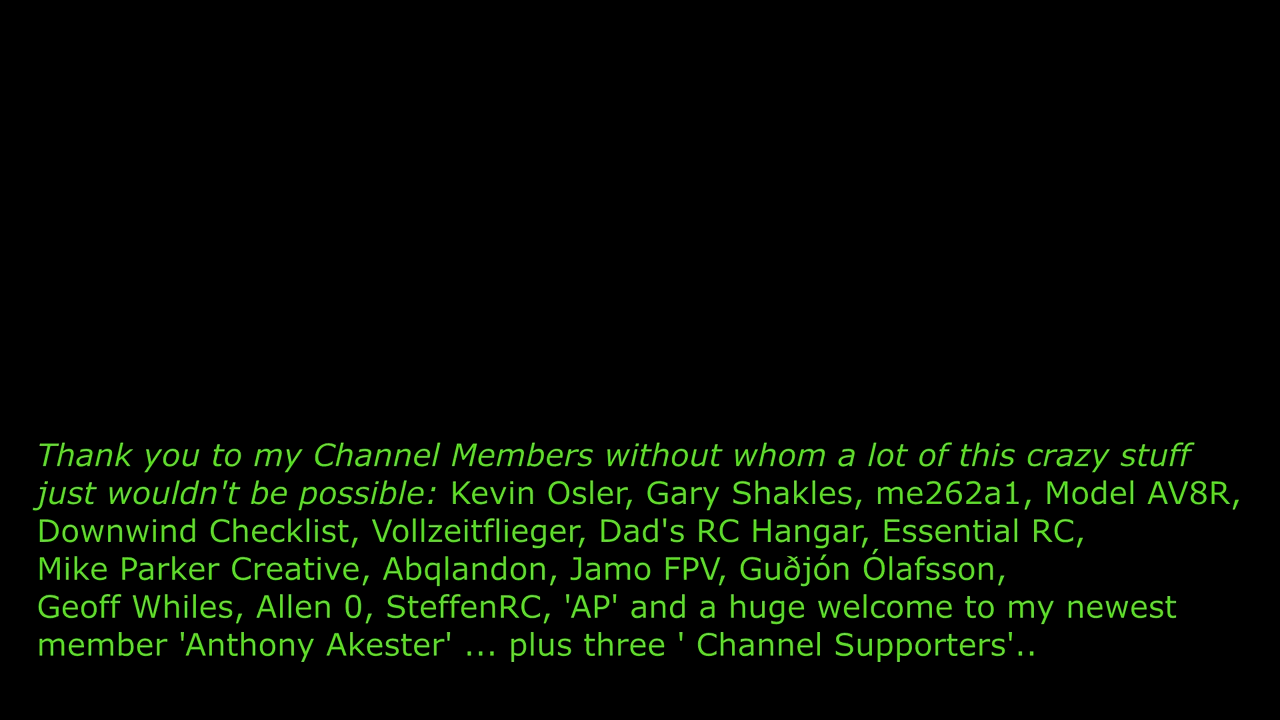 Thank you to my Channel Members without whom a lot of this crazy stuff
just wouldn't be possible: Kevin Osler, Gary Shakles, me262a1, Model AV8R,
Downwind Checklist, Vollzeitflieger, Dad's RC Hangar, Essential RC,
Mike Parker Creative, Abqlandon, Jamo FPV, Guðjón Ólafsson,
Geoff Whiles, Allen 0, SteffenRC, 'AP' and a huge welcome to my newest
member 'Anthony Akester' ... plus three ' Channel Supporters'..